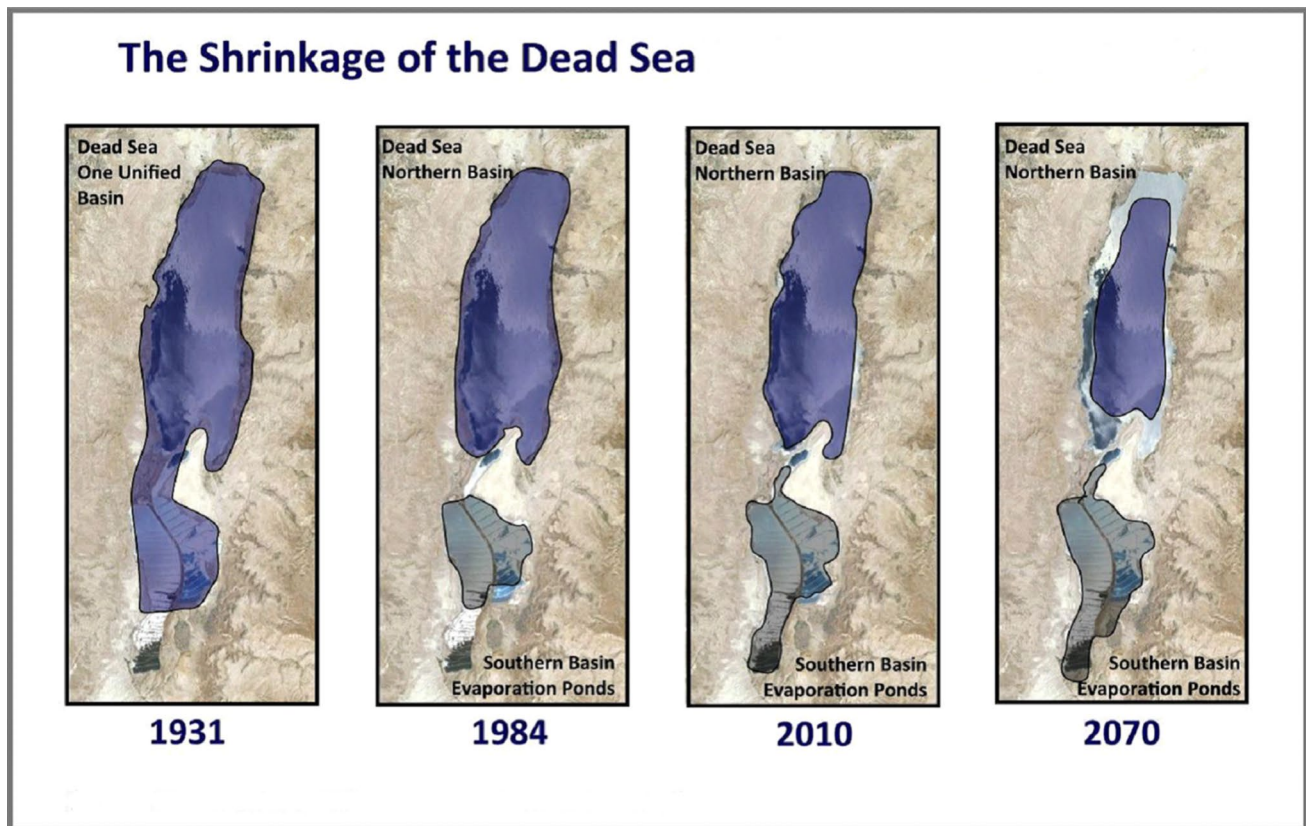 The Shrinkage of the Dead Sea
Dead Sea
One Unified
Basin
1931
Dead Sea
Northern Basin
Southern Basin
Evaporation Ponds
1984
Dead Sea
Northern Basin
Southern Basin
Evaporation Ponds
2010
Dead Sea
Northern Basin
Southern Basin
Evaporation Ponds
2070